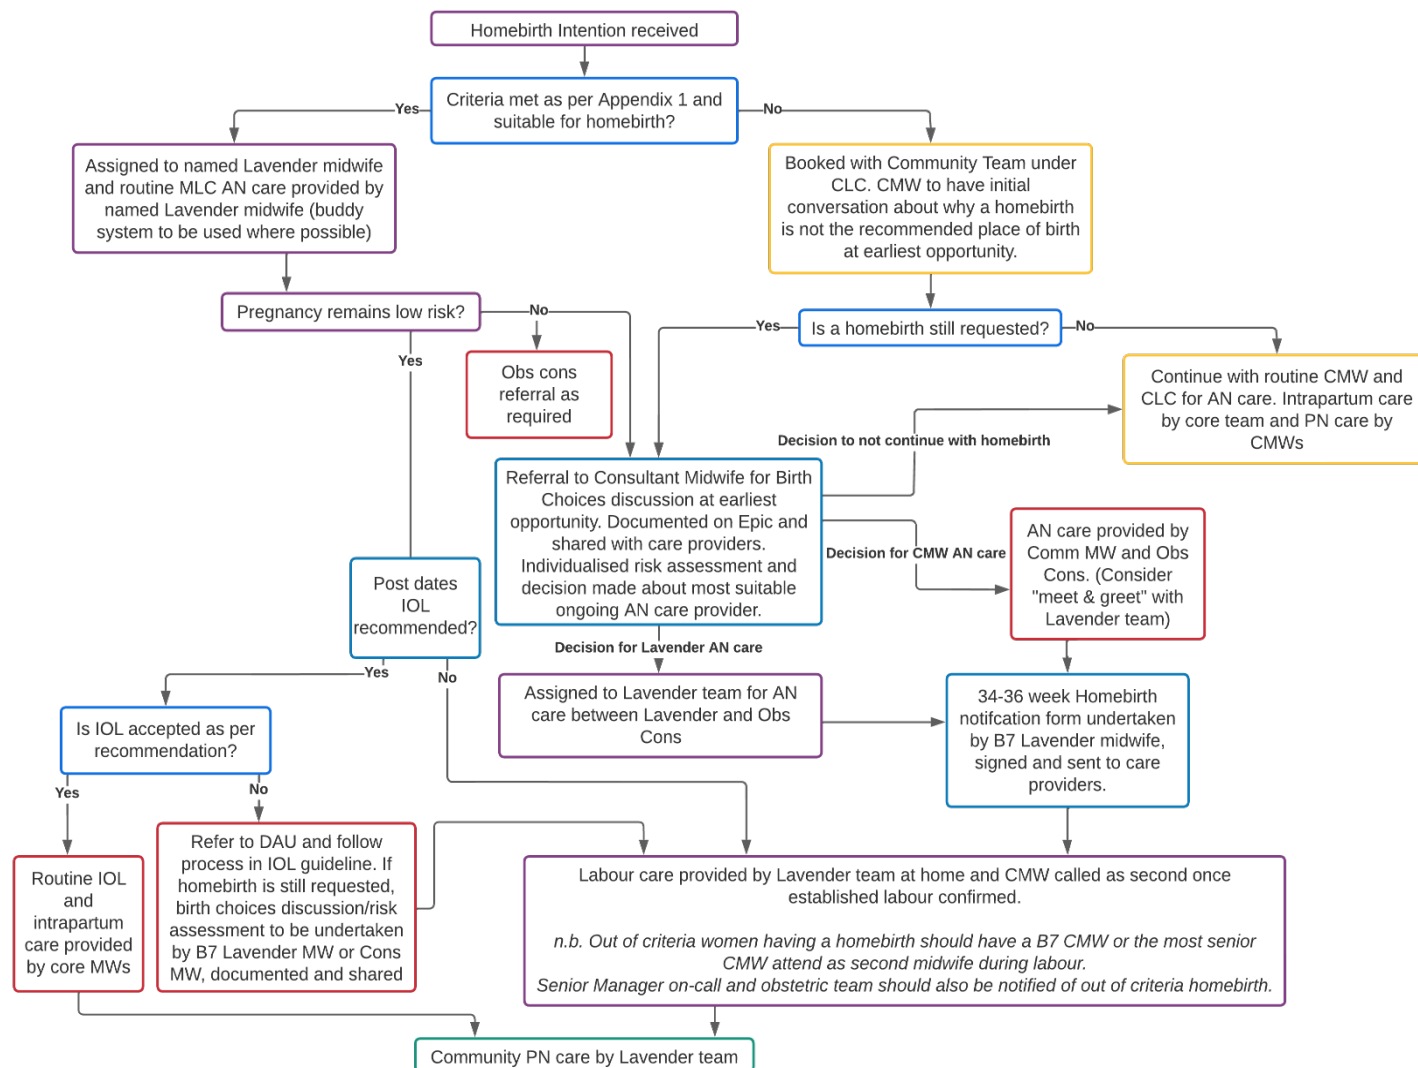 Homebirth Intention received
Criteria met as per Appendix 1 and
suitable for homebirth?
Yes
No
Assigned to named Lavender midwife
and routine MLC AN care provided by
named Lavender midwife (buddy
system to be used where possible)
Booked with Community Team under
CLC. CMW to have initial
conversation about why a homebirth
is not the recommended place of birth
at earliest opportunity.
Pregnancy remains low risk?
No
Yes
Is a homebirth still requested?
Yes
No
Obs cons
referral as
required
Continue with routine CMW and
CLC for AN care. Intrapartum care
by core team and PN care by
CMWs
Decision to not continue with homebirth
Referral to Consultant Midwife for Birth
Choices discussion at earliest
opportunity. Documented on Epic and
shared with care providers.
Individualised risk assessment and
decision made about most suitable
ongoing AN care provider.
Decision for CMW AN care
AN care provided by
Comm MW and Obs
Cons. (Consider
"meet & greet" with
Lavender team)
Post dates
IOL
recommended?
Yes
No
Decision for Lavender AN care
Assigned to Lavender team for AN
care between Lavender and Obs
Cons
34-36 week Homebirth
notifcation form undertaken
by B7 Lavender midwife,
signed and sent to care
providers.
Is IOL accepted as per
recommendation?
Yes
No
Routine IOL
and
intrapartum
care provided
by core MWs
Refer to DAU and follow
process in IOL guideline. If
homebirth is still requested,
birth choices discussion/risk
assessment to be undertaken
by B7 Lavender MW or Cons
MW, documented and shared
Labour care provided by Lavender team at home and CMW called as second once
established labour confirmed.
n.b. Out of criteria women having a homebirth should have a B7 CMW or the most senior
CMW attend as second midwife during labour.
Senior Manager on-call and obstetric team should also be notified of out of criteria homebirth.
Community PN care by Lavender team